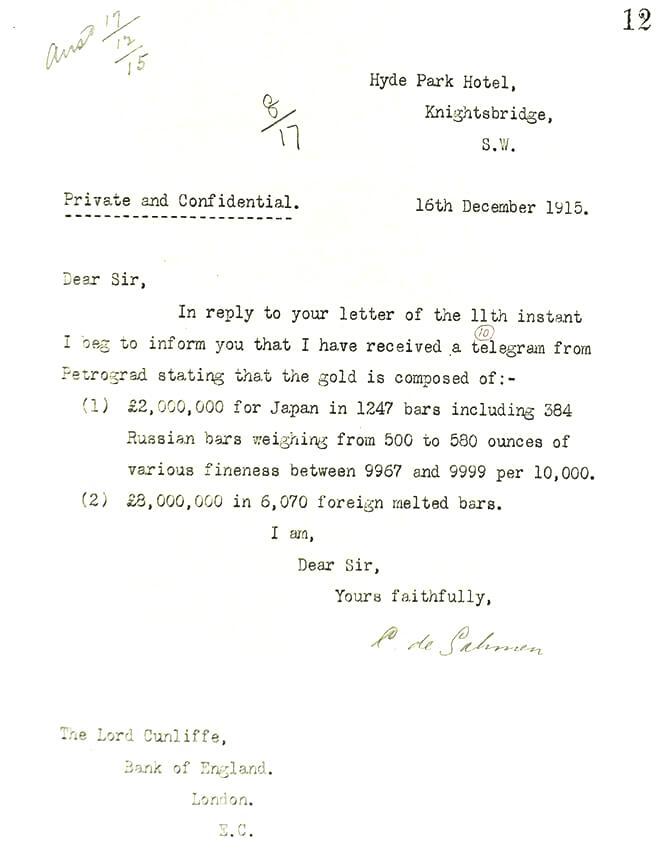 12
Ansd 17
12
15
8/17
Hyde Park Hotel,
Knightsbridge,
S.W.
Private and Confidential.
16th December 1915.
Dear Sir,
In reply to your letter of the 11th instant
10
I beg to inform you that I have received a telegram from
Petrograd stating that the gold is composed of:-
(1) £2,000,000 for Japan in 1247 bars including 384
Russian bars weighing from 500 to 580 ounces of
various fineness between 9967 and 9999 per 10,000.
(2) £8,000,000 in 6,070 foreign melted bars.
I am,
Dear Sir,
Yours faithfully,
C. de Sahmen
The Lord Cunliffe,
Bank of England.
London.
E.C.